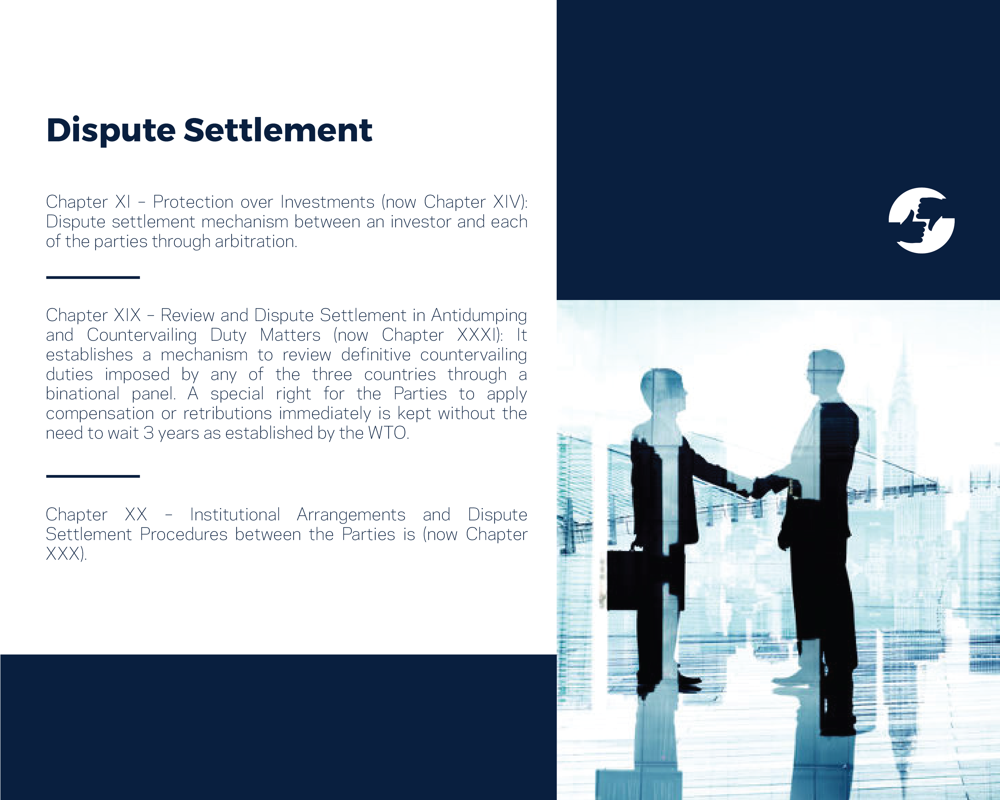 Dispute Settlement
Chapter XI – Protection over Investments (now Chapter XIV):
Dispute settlement mechanism between an investor and each
of the parties through arbitration.
Chapter XIX – Review and Dispute Settlement in Antidumping
and Countervailing Duty Matters (now Chapter XXXI): It
establishes a mechanism to review definitive countervailing
duties imposed by any of the three countries through a
binational panel. A special right for the Parties to apply
compensation or retributions immediately is kept without the
need to wait 3 years as established by the WTO.
Chapter XX – Institutional Arrangements and Dispute
Settlement Procedures between the Parties is (now Chapter
XXX).